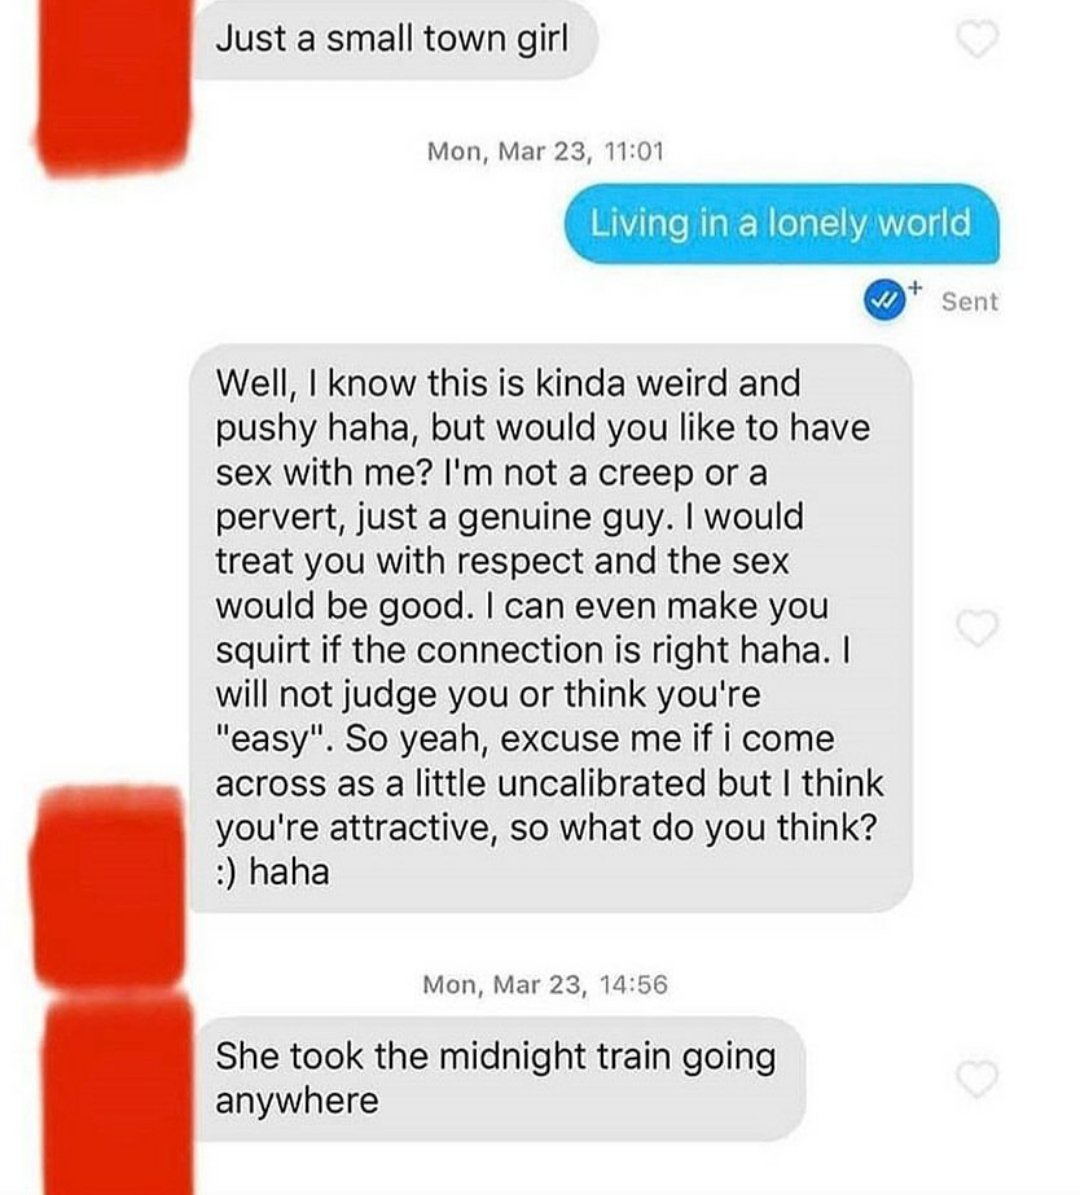 Just a small town girl
Mon, Mar 23, 11:01
Living in a lonely world
+ Sent
Well, I know this is kinda weird and
pushy haha, but would you like to have
sex with me? I'm not a creep or a
pervert, just a genuine guy. I would
treat you with respect and the sex
would be good. I can even make you
squirt if the connection is right haha. I
will not judge you or think you're
"easy". So yeah, excuse me if i come
across as a little uncalibrated but I think
you're attractive, so what do you think?
:) haha
Mon, Mar 23, 14:56
She took the midnight train going
anywhere